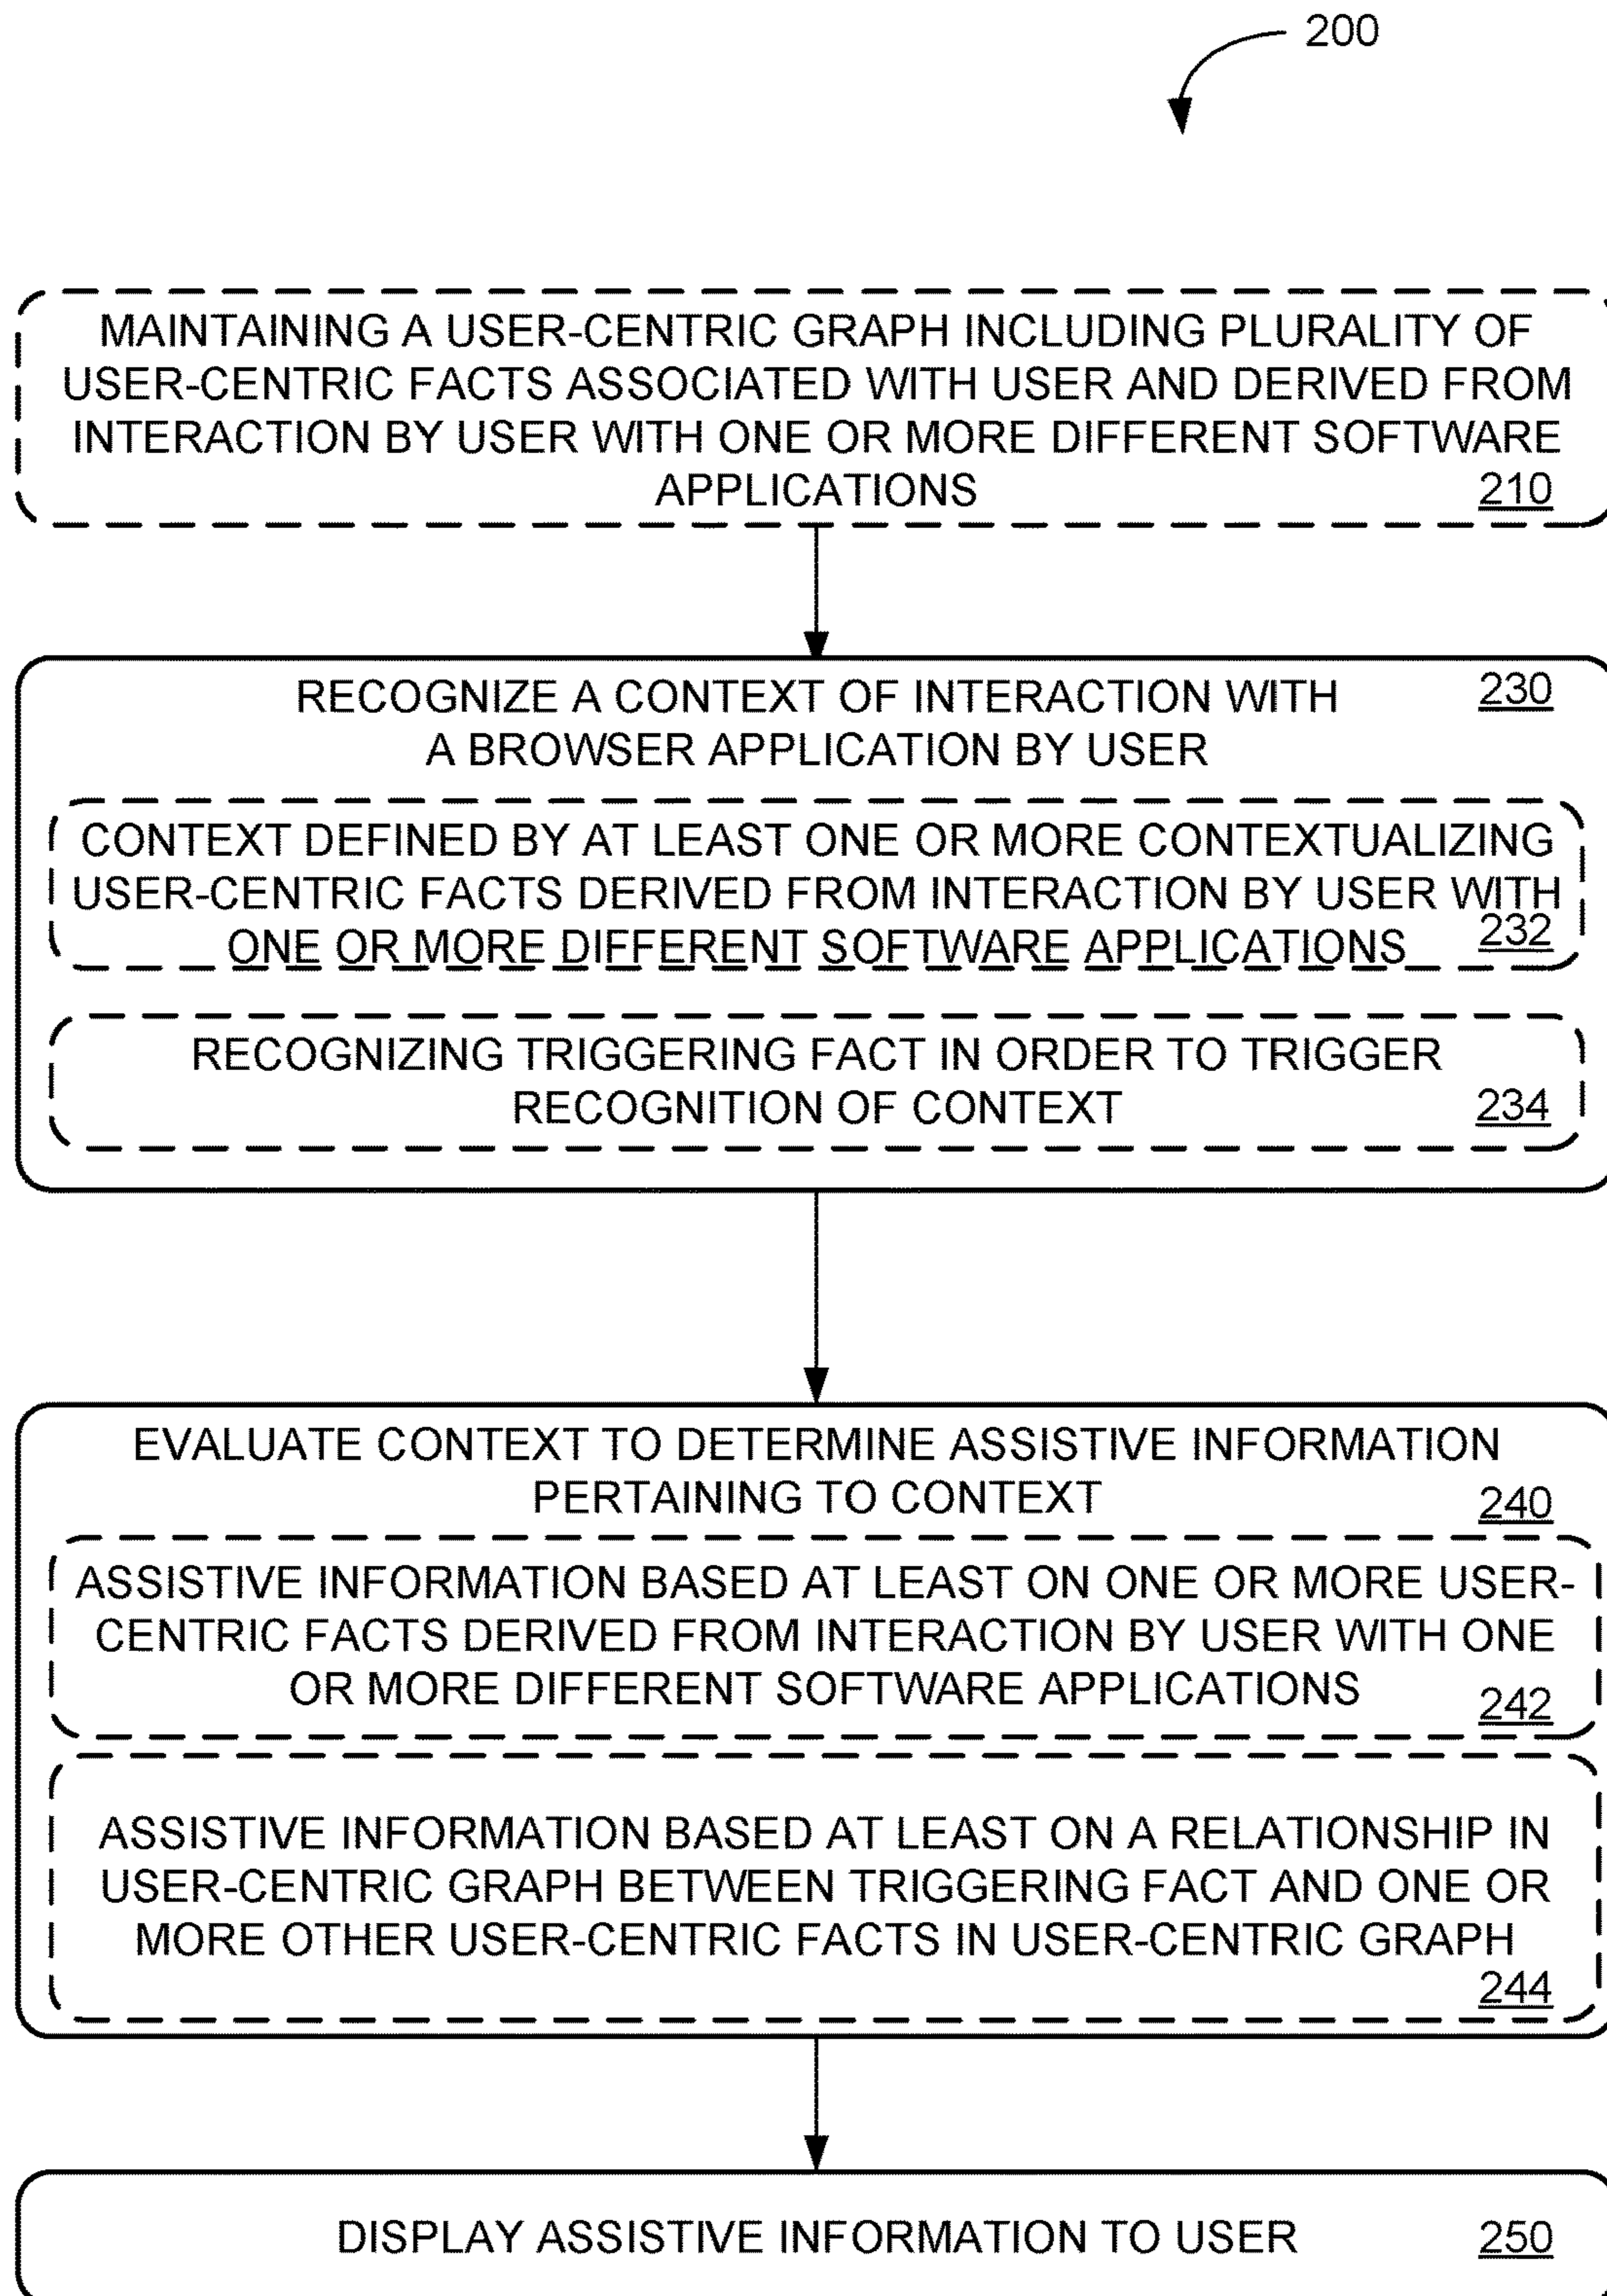 200
MAINTAINING A USER-CENTRIC GRAPH INCLUDING PLURALITY OF
USER-CENTRIC FACTS ASSOCIATED WITH USER AND DERIVED FROM
INTERACTION BY USER WITH ONE OR MORE DIFFERENT SOFTWARE
APPLICATIONS 210
RECOGNIZE A CONTEXT OF INTERACTION WITH 230
A BROWSER APPLICATION BY USER
CONTEXT DEFINED BY AT LEAST ONE OR MORE CONTEXTUALIZING
USER-CENTRIC FACTS DERIVED FROM INTERACTION BY USER WITH
ONE OR MORE DIFFERENT SOFTWARE APPLICATIONS 232
RECOGNIZING TRIGGERING FACT IN ORDER TO TRIGGER
RECOGNITION OF CONTEXT 234
EVALUATE CONTEXT TO DETERMINE ASSISTIVE INFORMATION
PERTAINING TO CONTEXT 240
ASSISTIVE INFORMATION BASED AT LEAST ON ONE OR MORE USER-
CENTRIC FACTS DERIVED FROM INTERACTION BY USER WITH ONE
OR MORE DIFFERENT SOFTWARE APPLICATIONS 242
ASSISTIVE INFORMATION BASED AT LEAST ON A RELATIONSHIP IN
USER-CENTRIC GRAPH BETWEEN TRIGGERING FACT AND ONE OR
MORE OTHER USER-CENTRIC FACTS IN USER-CENTRIC GRAPH
244
DISPLAY ASSISTIVE INFORMATION TO USER 250